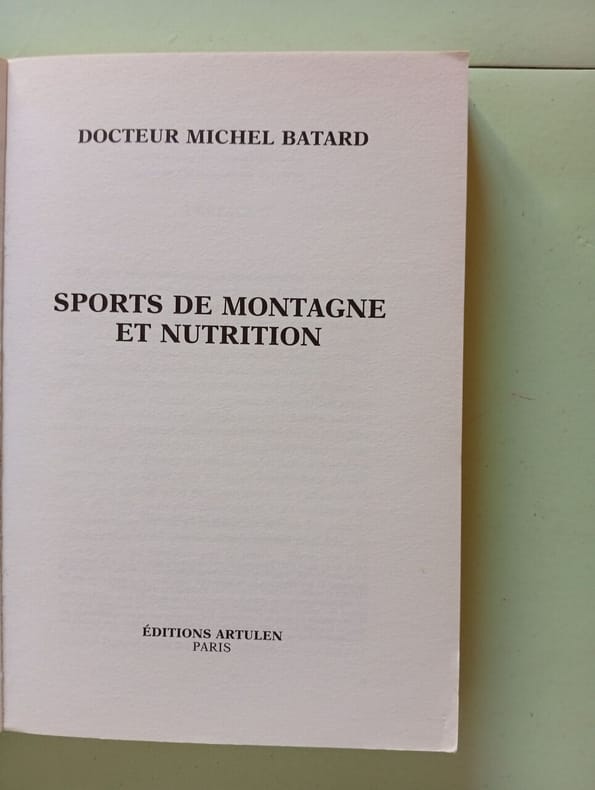 DOCTEUR MICHEL BATARD
SPORTS DE MONTAGNE
ET NUTRITION
ÉDITIONS ARTULEN
PARIS